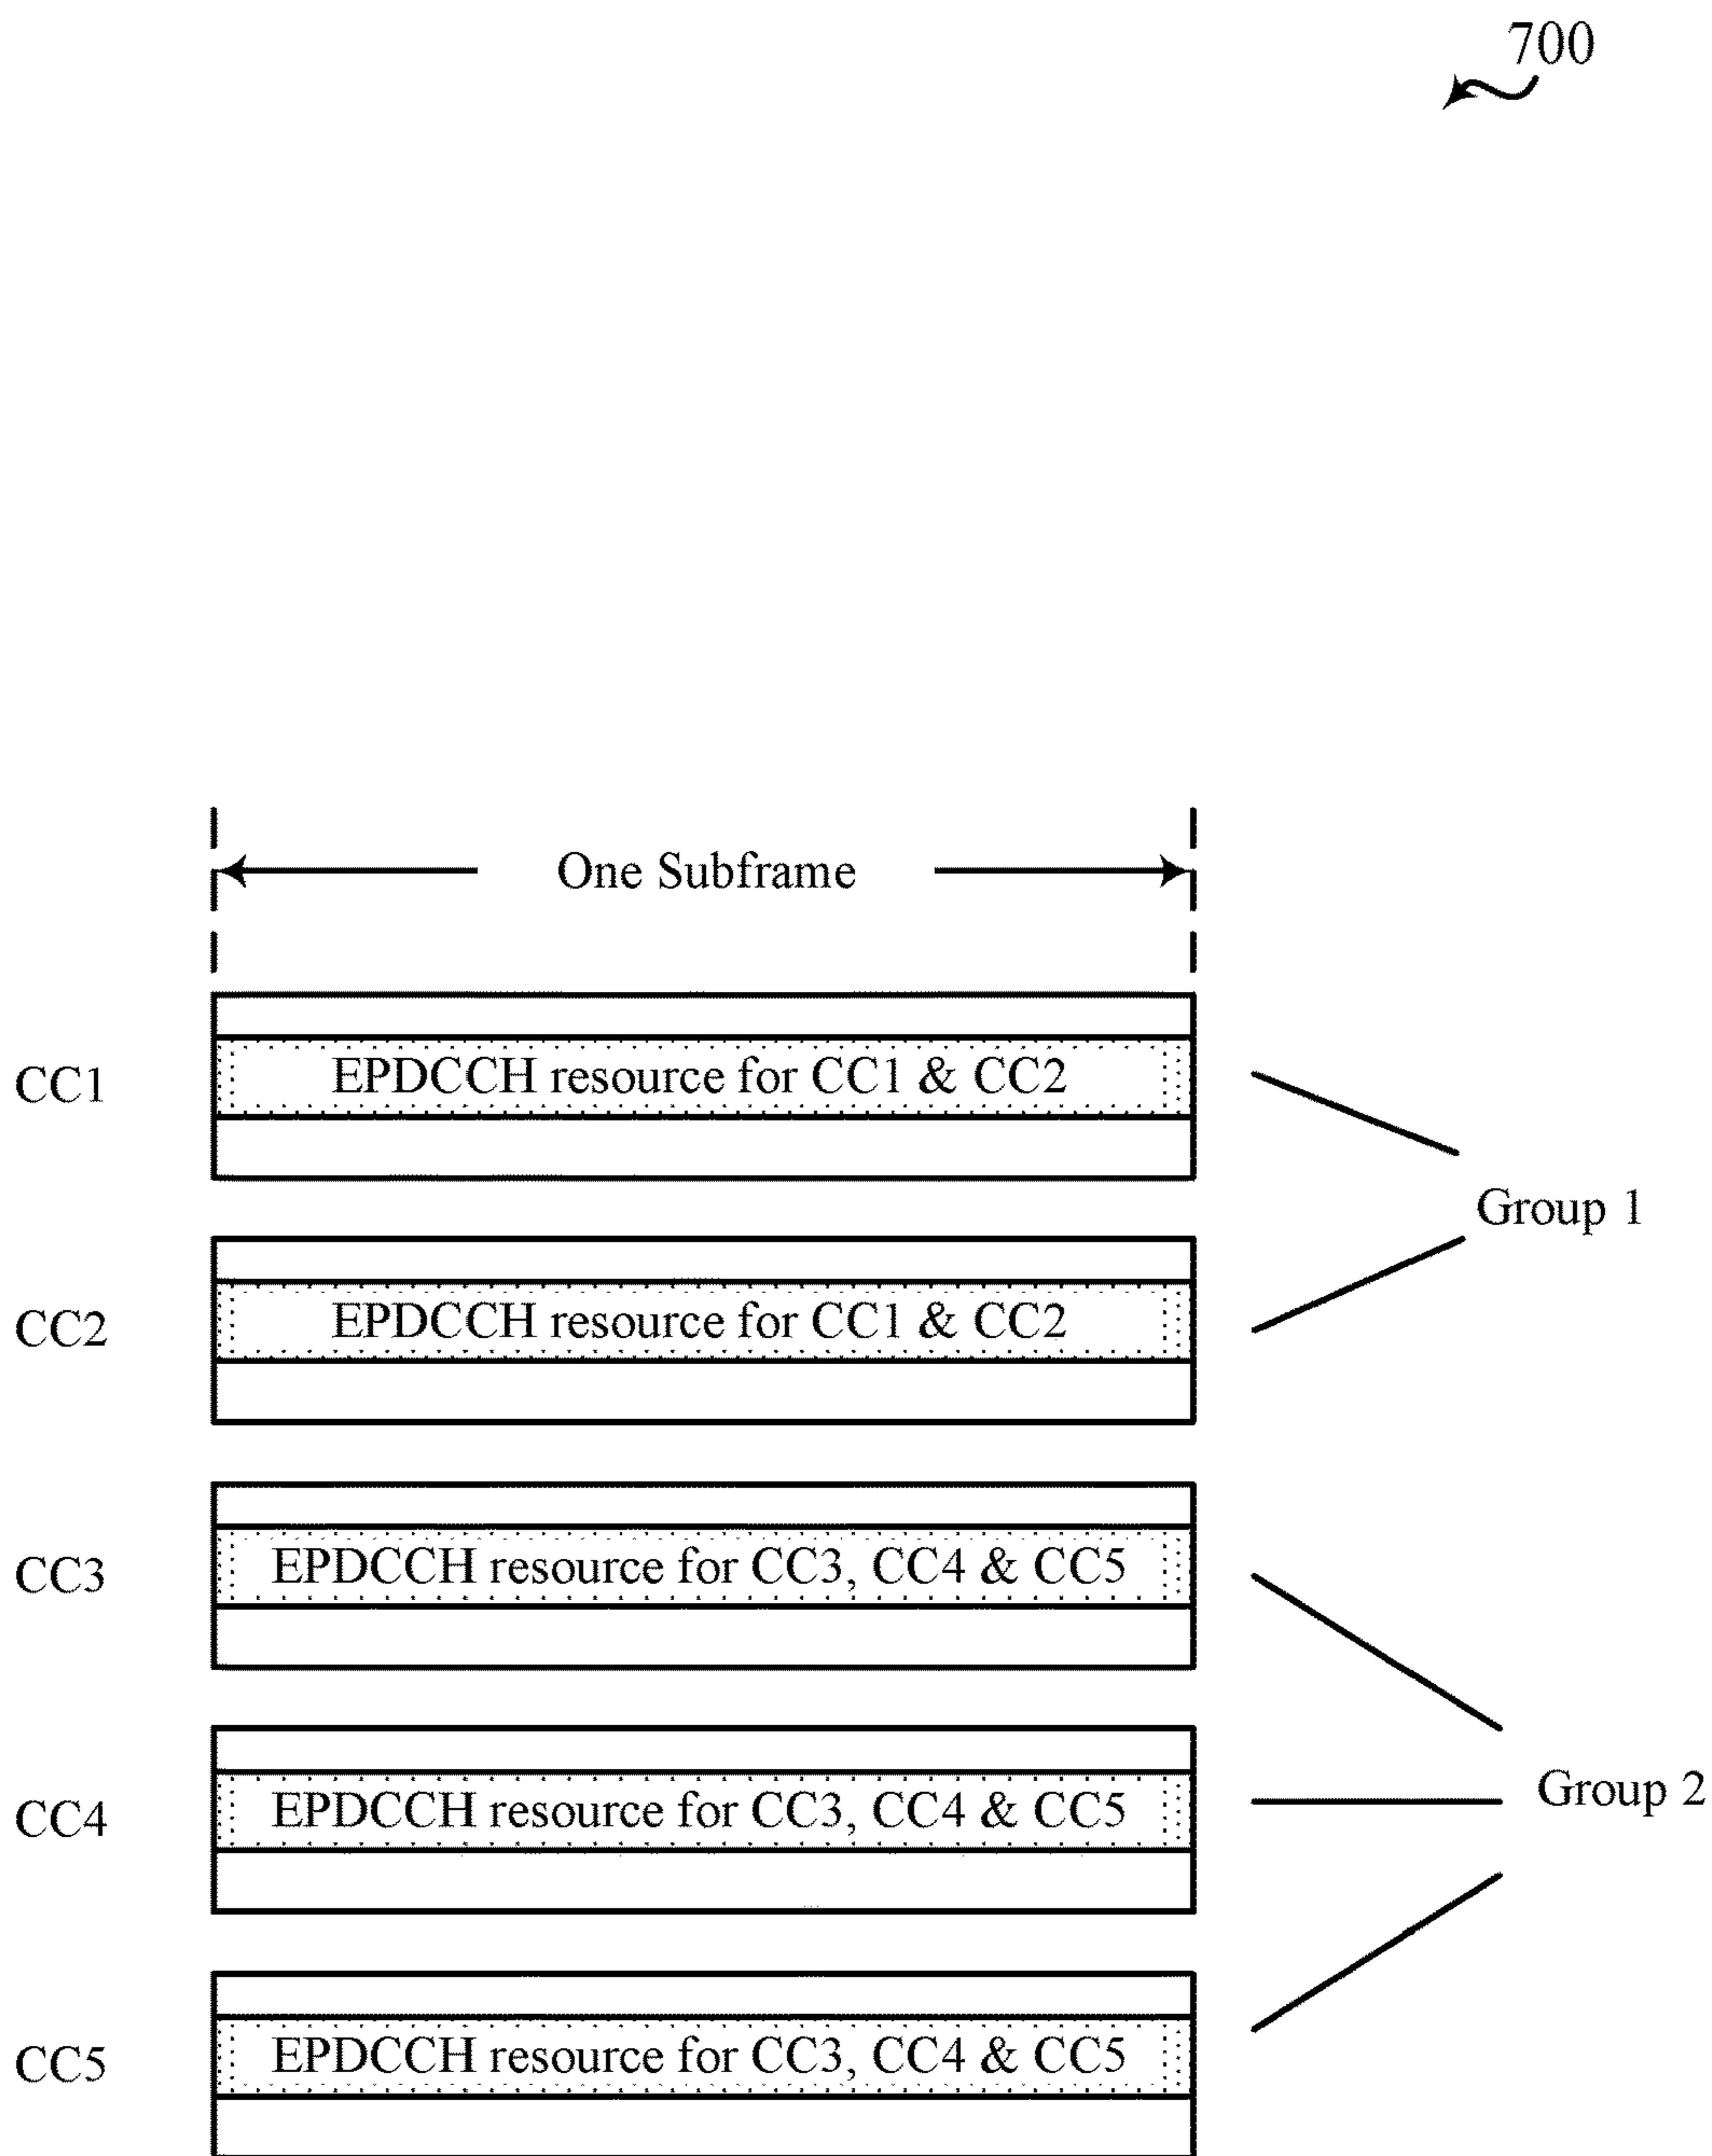 700
One Subframe
CC1
EPDCCH resource for CC1 & CC2
Group 1
CC2
EPDCCH resource for CC1 & CC2
CC3
EPDCCH resource for CC3, CC4 & CC5
CC4
EPDCCH resource for CC3, CC4 & CC5
Group 2
CC5
EPDCCH resource for CC3, CC4 & CC5